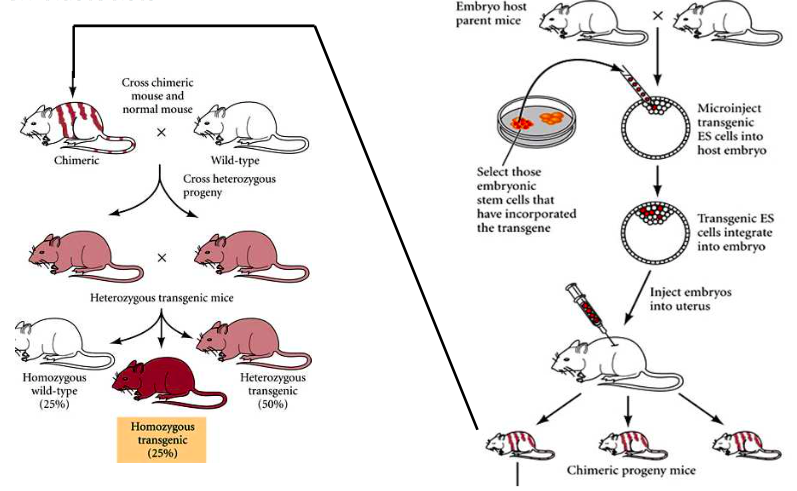 Embryo host
parent mice
×
Microinject
transgenic
ES cells into
host embryo
Select those
embryonic
stem cells that
have incorporated
the transgene
Transgenic ES
cells integrate
into embryo
Inject embryos
into uterus
Chimeric progeny mice
Cross chimeric
mouse and
normal mouse
×
Chimeric
Wild-type
Cross heterozygous
progeny
×
Heterozygous transgenic mice
Homozygous
wild-type
(25%)
Heterozygous
transgenic
(50%)
Homozygous
transgenic
(25%)